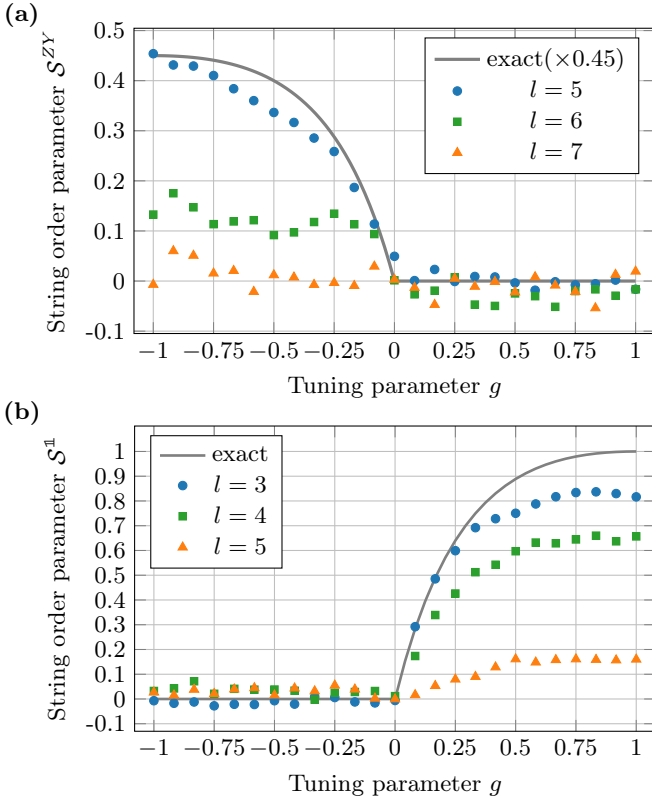 (a)
String order parameter 𝒮^{ZY}
0.5
0.4
0.3
0.2
0.1
0
-0.1
exact(×0.45)
l = 5
l = 6
l = 7
−1 −0.75 −0.5 −0.25 0 0.25 0.5 0.75 1
Tuning parameter g
(b)
String order parameter 𝒮^𝟙
1
0.9
0.8
0.7
0.6
0.5
0.4
0.3
0.2
0.1
0
-0.1
exact
l = 3
l = 4
l = 5
−1 −0.75 −0.5 −0.25 0 0.25 0.5 0.75 1
Tuning parameter g